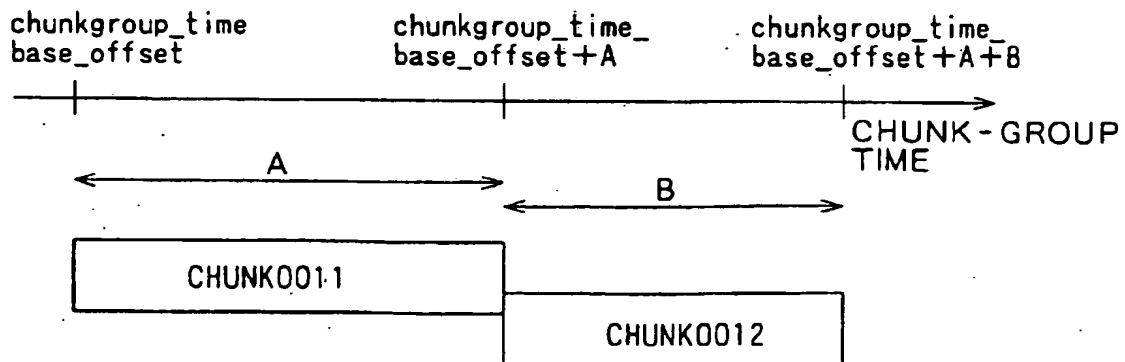 chunkgroup_time
base_offset
chunkgroup_time_
base_offset+A
chunkgroup_time_
base_offset+A+B
CHUNK-GROUP
TIME
A
B
CHUNK0011
CHUNK0012